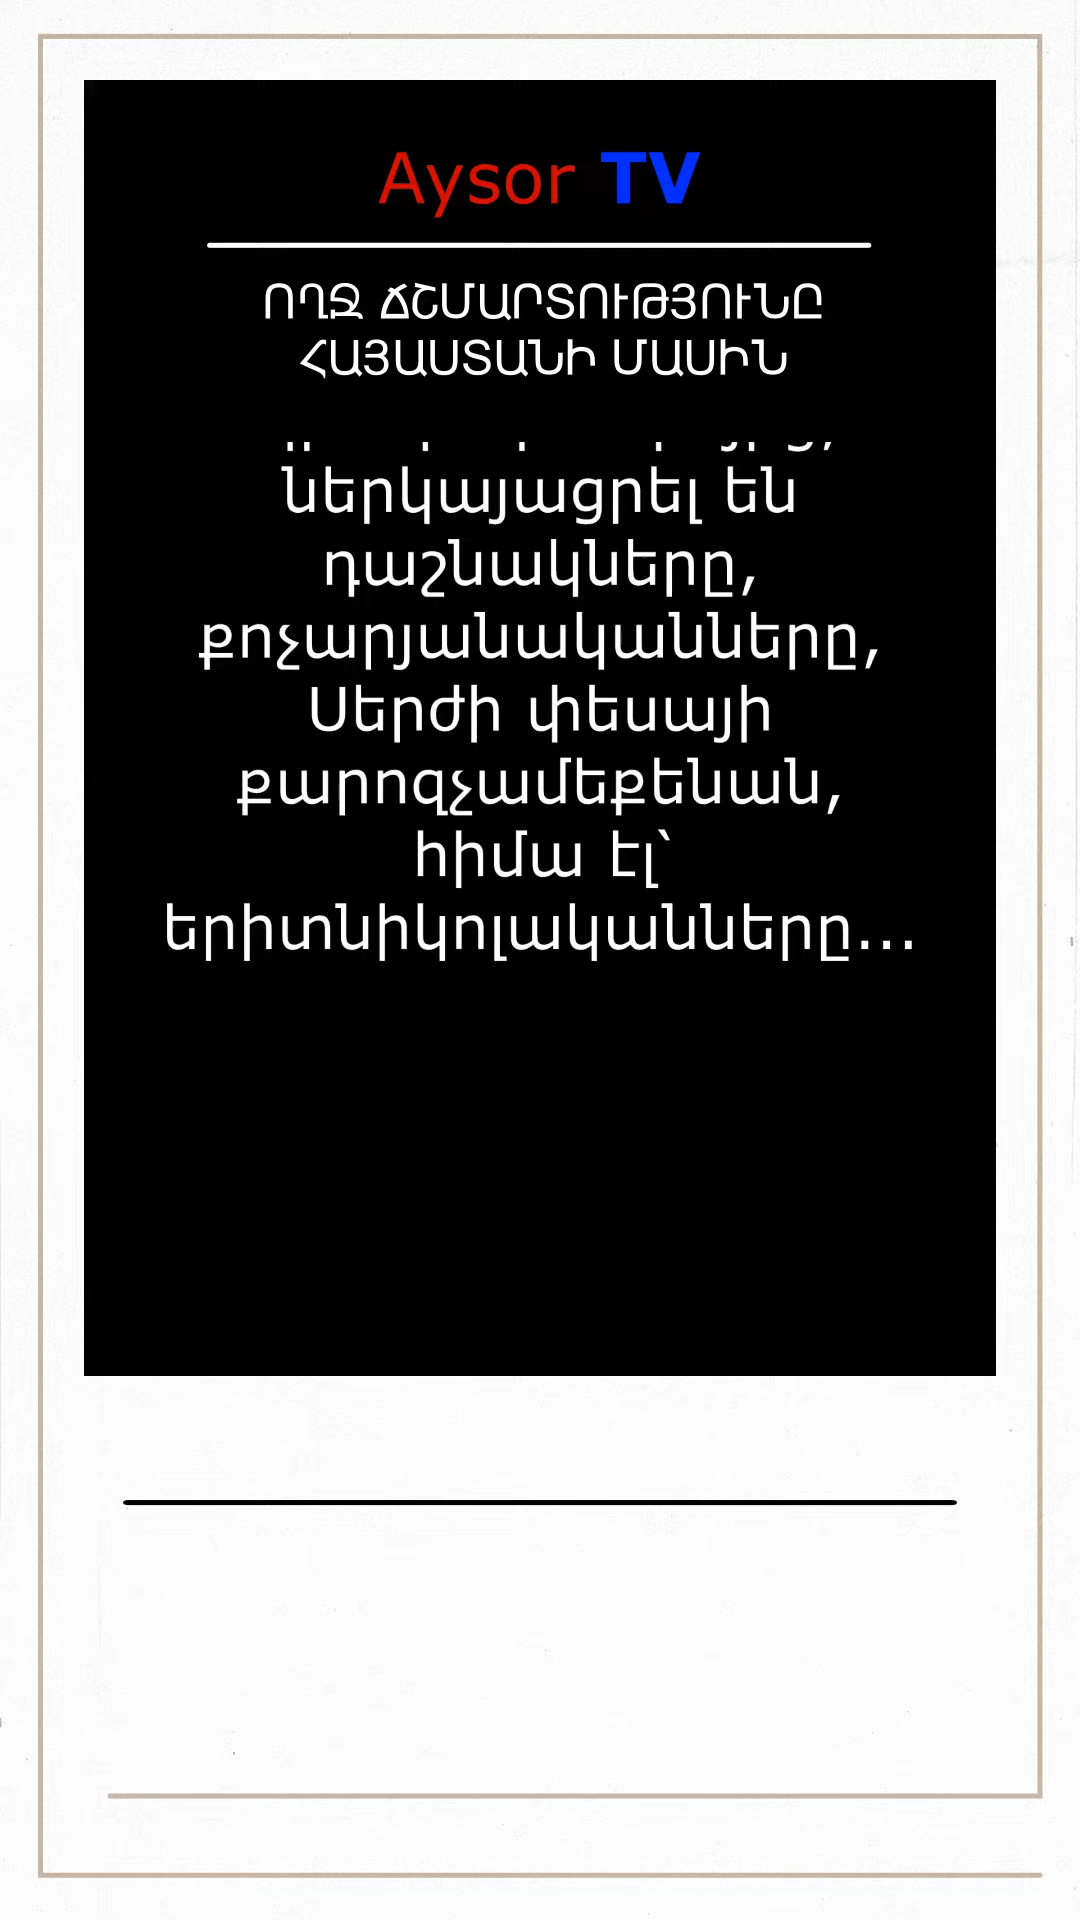 Aysor TV
ՈՂՋ ՃՇՄԱՐՏՈՒԹՅՈՒՆԸ
ՀԱՅԱՍՏԱՆԻ ՄԱՍԻՆ
ներկայացրել են
դաշնակները,
քոչարյանականները,
Սերժի փեսայի
քարոզչամեքենան,
հիմա էլ՝
երիտնիկոլականները...